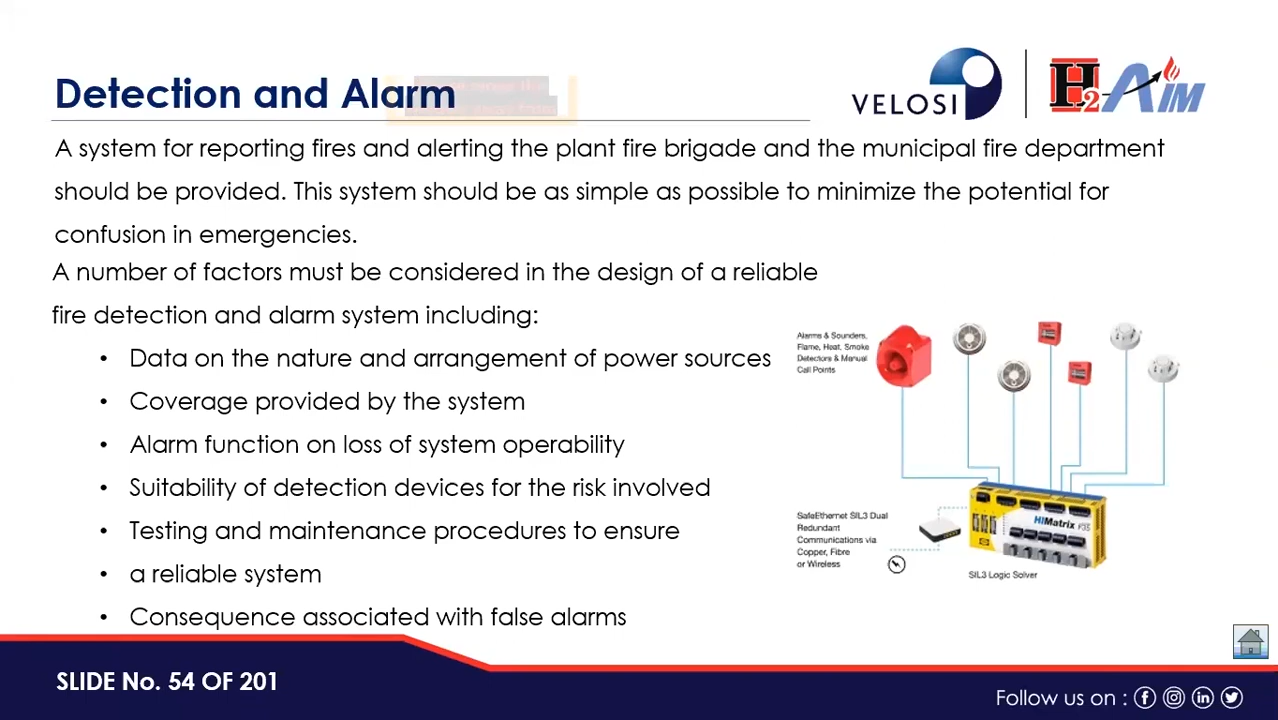 Detection and Alarm
VELOSI
H2AIM
A system for reporting fires and alerting the plant fire brigade and the municipal fire department
should be provided. This system should be as simple as possible to minimize the potential for
confusion in emergencies.
A number of factors must be considered in the design of a reliable
fire detection and alarm system including:
• Data on the nature and arrangement of power sources
• Coverage provided by the system
• Alarm function on loss of system operability
• Suitability of detection devices for the risk involved
• Testing and maintenance procedures to ensure
• a reliable system
• Consequence associated with false alarms
Alarms & Sounders,
Flame, Heat, Smoke
Detectors & Manual
Call Points
SafeEthernet SIL3 Dual
Redundant
Communications via
Copper, Fibre
or Wireless
HIMatrix F35
SIL3 Logic Solver
SLIDE No. 54 OF 201
Follow us on :